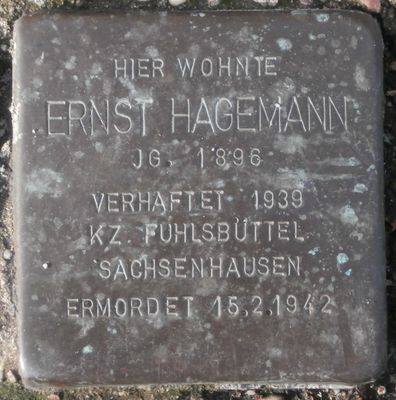 HIER WOHNTE
ERNST HAGEMANN
JG. 1896
VERHAFTET 1939
KZ. FUHLSBÜTTEL
SACHSENHAUSEN
ERMORDET 15.2.1942